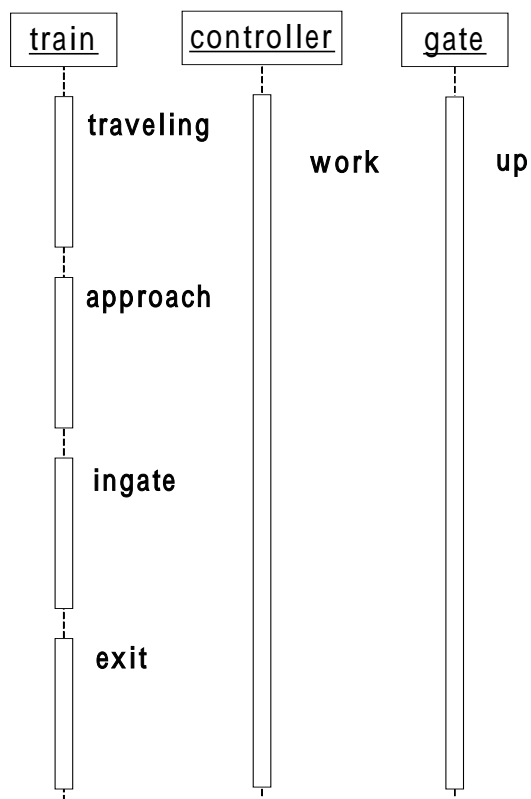 train
controller
gate
traveling
work
up
approach
ingate
exit